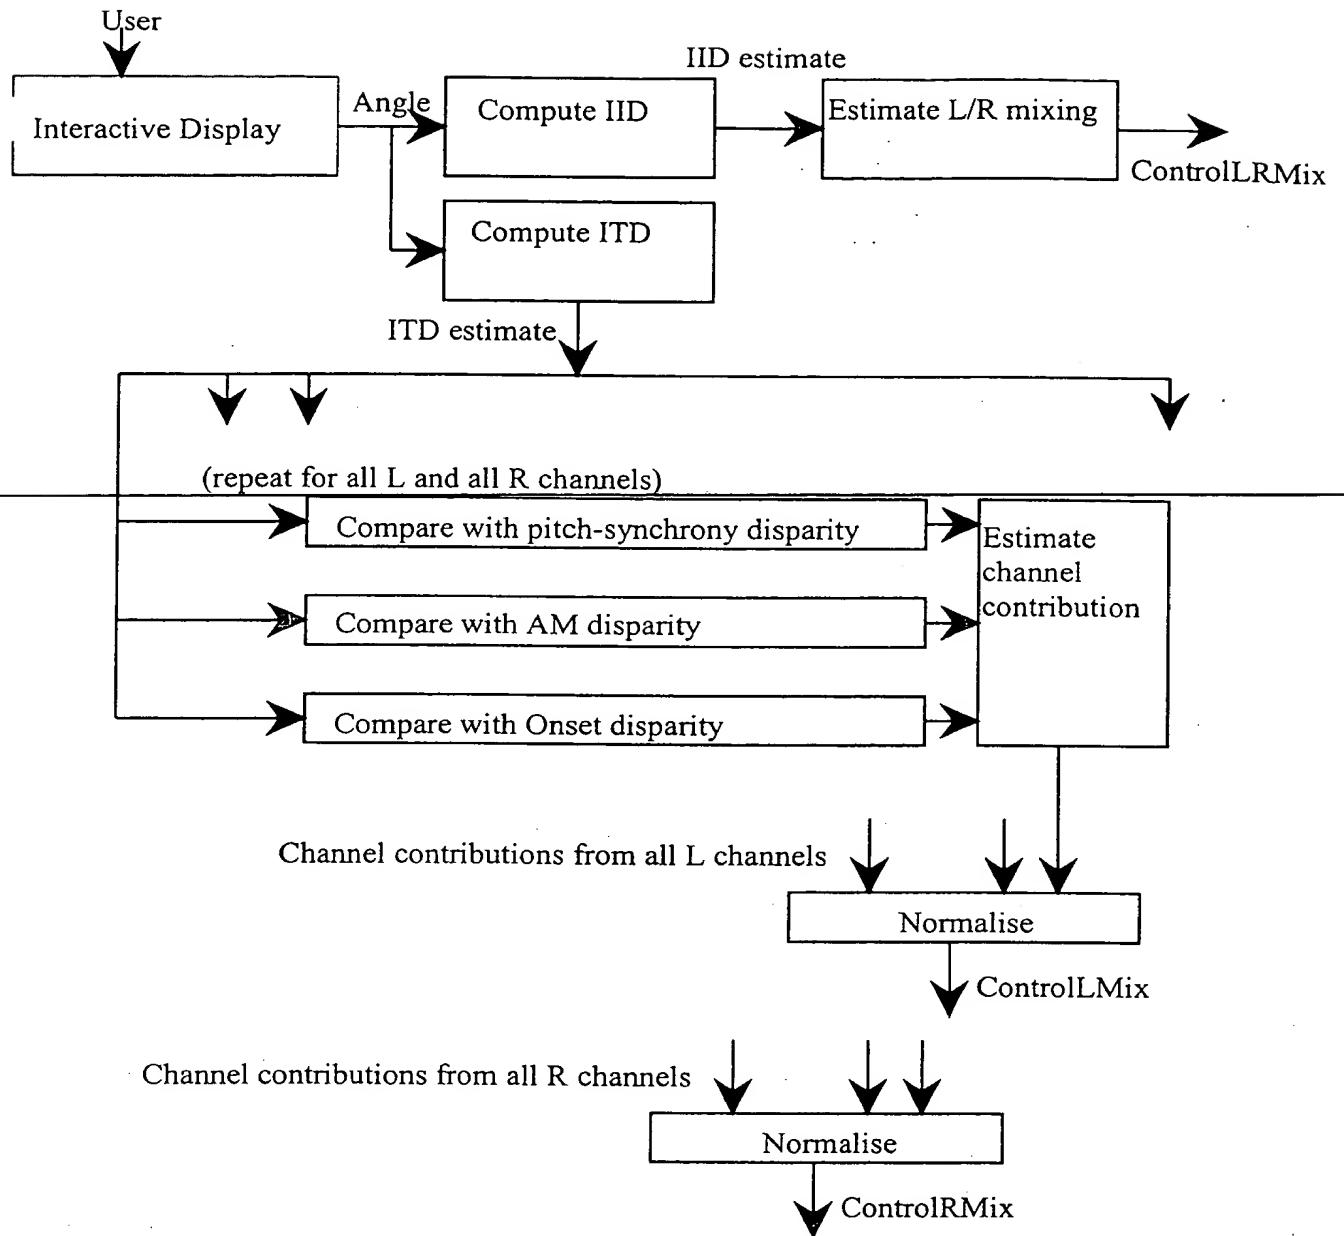 User
IID estimate
Angle
Compute IID
Estimate L/R mixing
Interactive Display
ControlLRMix
Compute ITD
ITD estimate
(repeat for all L and all R channels)
Compare with pitch-synchrony disparity
Estimate
channel
contribution
Compare with AM disparity
Compare with Onset disparity
Channel contributions from all L channels
Normalise
ControlLMix
Channel contributions from all R channels
Normalise
ControlRMix